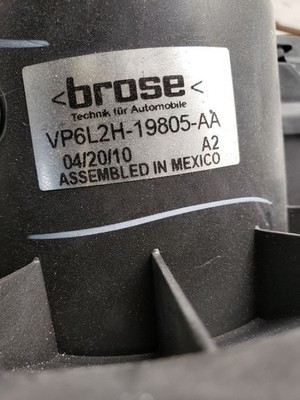 <brose
Technik für Automobile
VP6L2H-19805-AA
04/20/10 A2
ASSEMBLED IN MEXICO